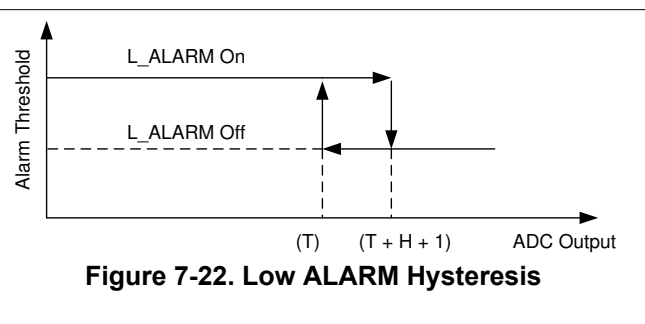 Alarm Threshold
L_ALARM On
L_ALARM Off
(T)
(T + H + 1)
ADC Output
Figure 7-22. Low ALARM Hysteresis